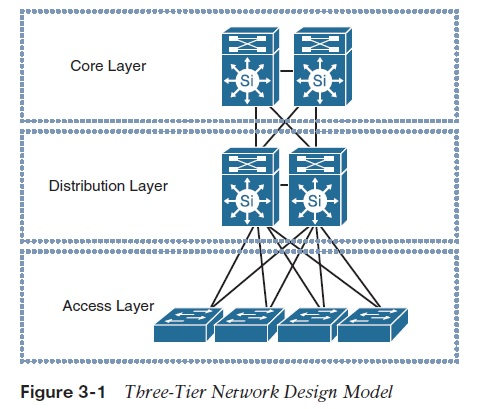 Core Layer
Si Si
Distribution Layer
Si Si
Access Layer
Figure 3-1 Three-Tier Network Design Model